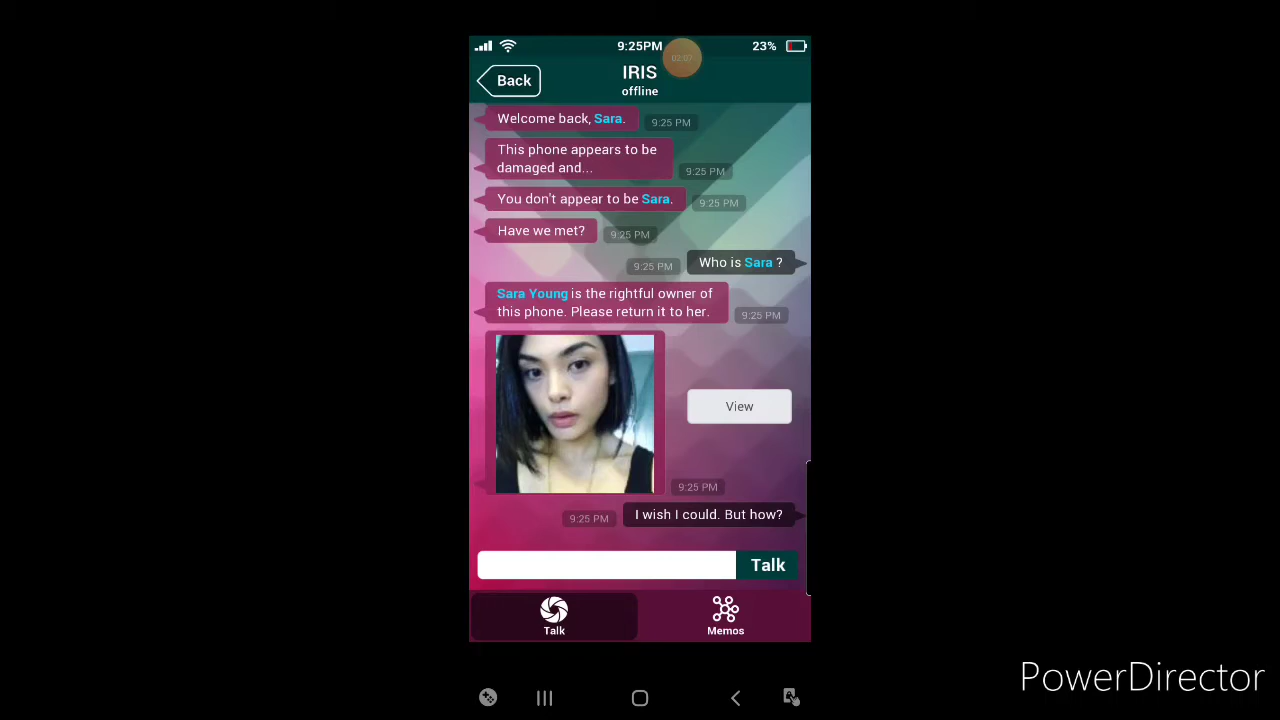 9:25PM
23%
02:07
Back
IRIS
offline
Welcome back, Sara.
9:25 PM
This phone appears to be
damaged and...
9:25 PM
You don't appear to be Sara.
9:25 PM
Have we met?
9:25 PM
9:25 PM
Who is Sara ?
Sara Young is the rightful owner of
this phone. Please return it to her.
9:25 PM
View
9:25 PM
9:25 PM
I wish I could. But how?
Talk
Talk
Memos
PowerDirector